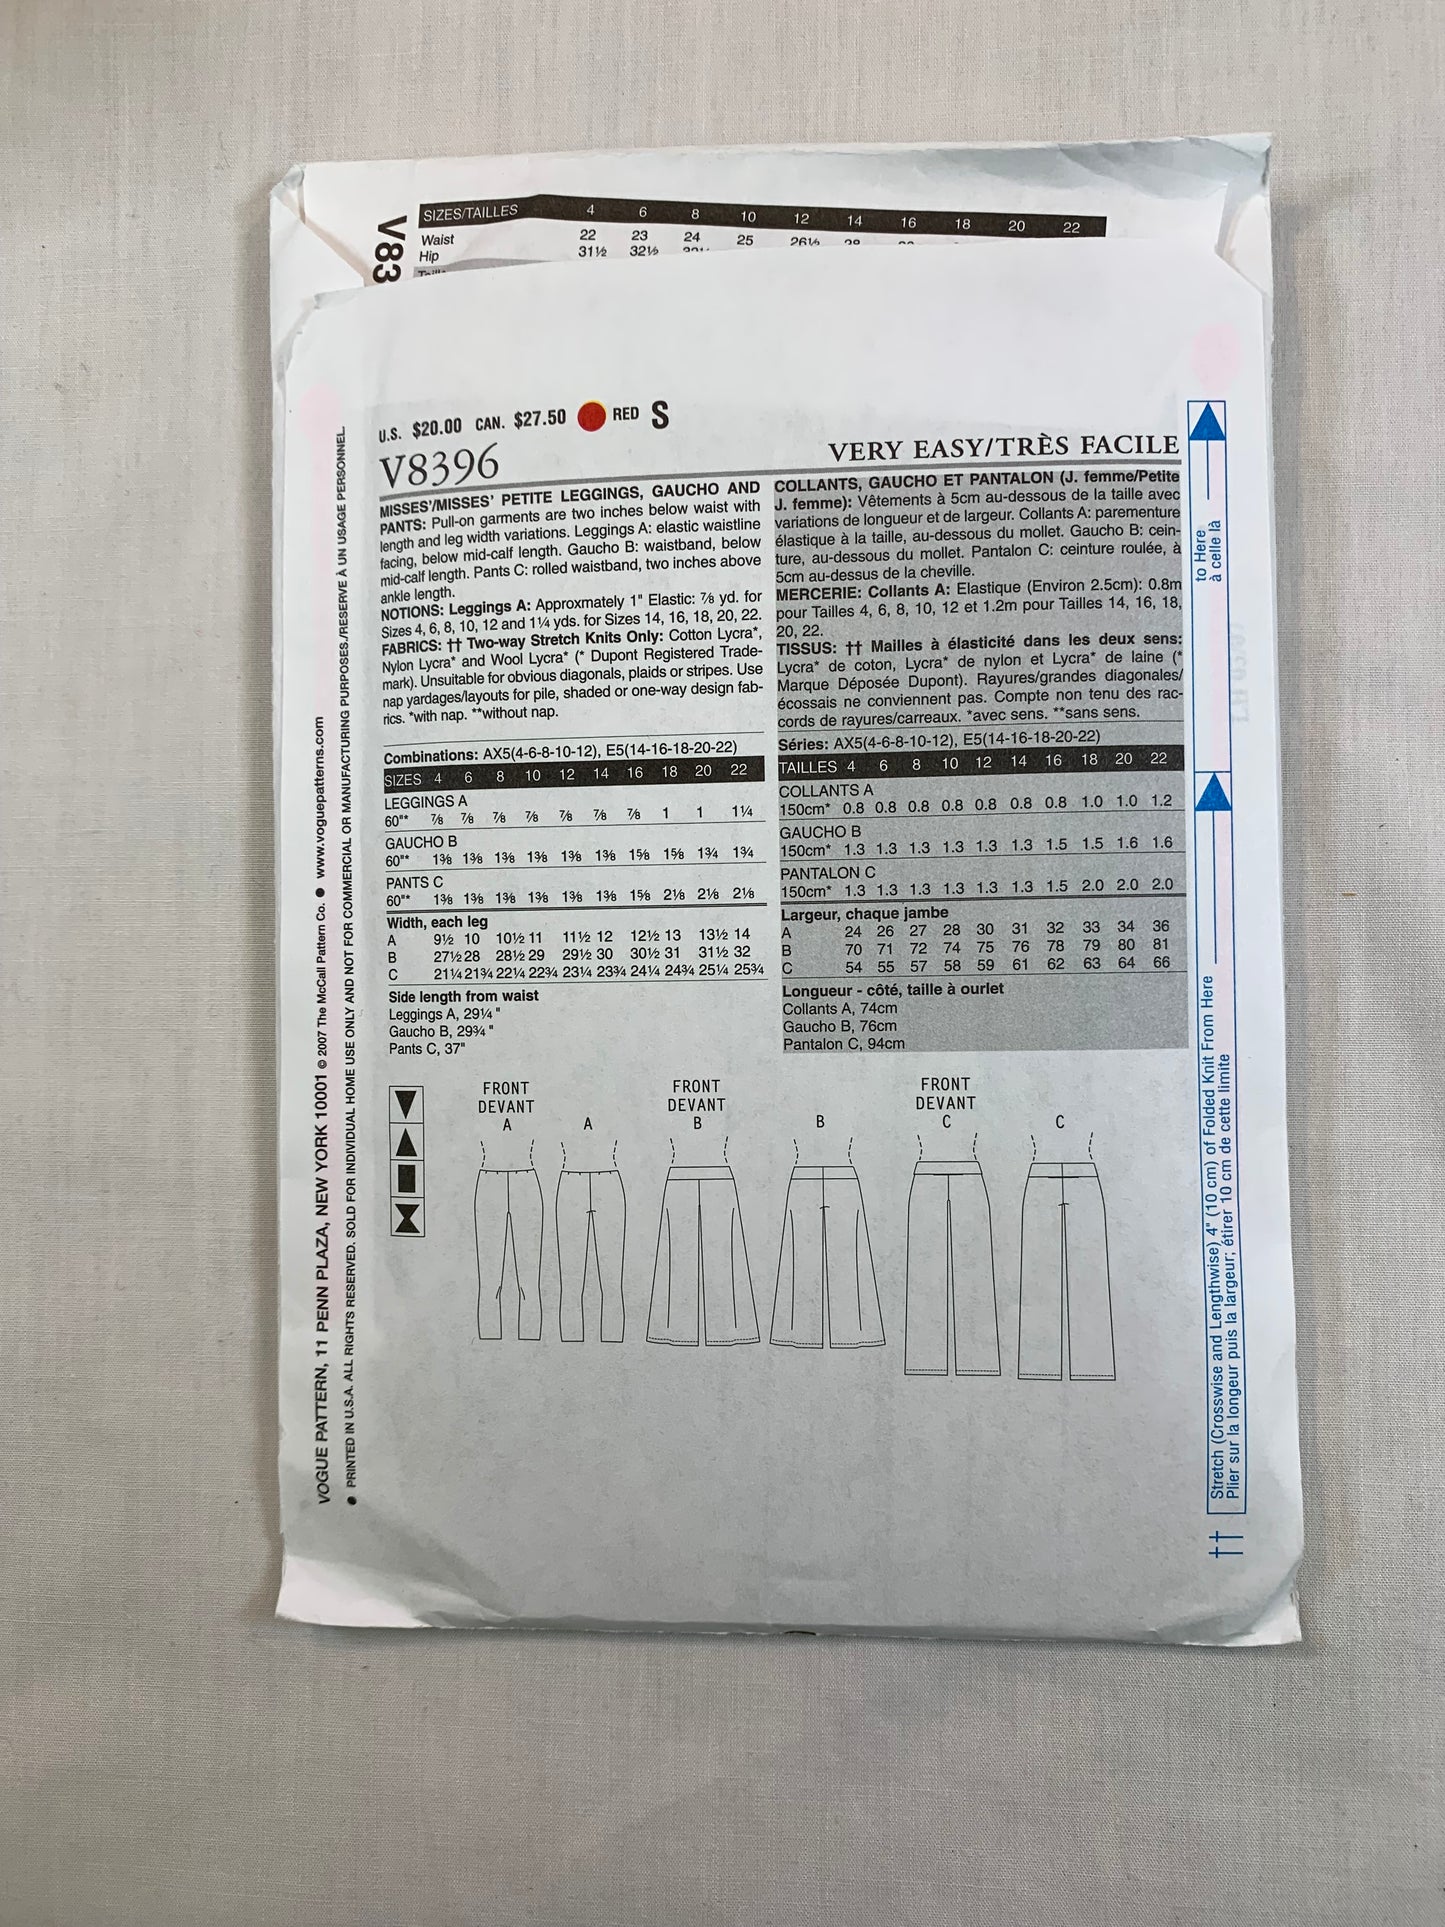 V83
SIZES/TAILLES 4 6 8 10 12 14 16 18 20 22
Waist 22 23 24 25 26½
Hip 31½ 32½
U.S. $20.00 CAN. $27.50 RED S
V8396
VERY EASY/TRÈS FACILE
MISSES'/MISSES' PETITE LEGGINGS, GAUCHO AND
PANTS: Pull-on garments are two inches below waist with
length and leg width variations. Leggings A: elastic waistline
facing, below mid-calf length. Gaucho B: waistband, below
mid-calf length. Pants C: rolled waistband, two inches above
ankle length.
NOTIONS: Leggings A: Approxmately 1" Elastic: ⅞ yd. for
Sizes 4, 6, 8, 10, 12 and 1¼ yds. for Sizes 14, 16, 18, 20, 22.
FABRICS: †† Two-way Stretch Knits Only: Cotton Lycra*,
Nylon Lycra* and Wool Lycra* (* Dupont Registered Trade-
mark). Unsuitable for obvious diagonals, plaids or stripes. Use
nap yardages/layouts for pile, shaded or one-way design fab-
rics. *with nap. **without nap.
Combinations: AX5(4-6-8-10-12), E5(14-16-18-20-22)
SIZES 4 6 8 10 12 14 16 18 20 22
LEGGINGS A
60"* ⅞ ⅞ ⅞ ⅞ ⅞ ⅞ ⅞ 1 1 1¼
GAUCHO B
60"* 1⅜ 1⅜ 1⅜ 1⅜ 1⅜ 1⅜ 1⅝ 1⅝ 1¾ 1¾
PANTS C
60"* 1⅜ 1⅜ 1⅜ 1⅜ 1⅜ 1⅜ 1⅝ 2⅛ 2⅛ 2⅛
Width, each leg
A 9½ 10 10½ 11 11½ 12 12½ 13 13½ 14
B 27½ 28 28½ 29 29½ 30 30½ 31 31½ 32
C 21¼ 21¾ 22¼ 22¾ 23¼ 23¾ 24¼ 24¾ 25¼ 25¾
Side length from waist
Leggings A, 29¼ "
Gaucho B, 29¾ "
Pants C, 37"
COLLANTS, GAUCHO ET PANTALON (J. femme/Petite
J. femme): Vêtements à 5cm au-dessous de la taille avec
variations de longueur et de largeur. Collants A: parementure
élastique à la taille, au-dessous du mollet. Gaucho B: cein-
ture, au-dessous du mollet. Pantalon C: ceinture roulée, à
5cm au-dessus de la cheville.
MERCERIE: Collants A: Elastique (Environ 2.5cm): 0.8m
pour Tailles 4, 6, 8, 10, 12 et 1.2m pour Tailles 14, 16, 18,
20, 22.
TISSUS: †† Mailles à élasticité dans les deux sens:
Lycra* de coton, Lycra* de nylon et Lycra* de laine (*
Marque Déposée Dupont). Rayures/grandes diagonales/
écossais ne conviennent pas. Compte non tenu des rac-
cords de rayures/carreaux. *avec sens. **sans sens.
Séries: AX5(4-6-8-10-12), E5(14-16-18-20-22)
TAILLES 4 6 8 10 12 14 16 18 20 22
COLLANTS A
150cm* 0.8 0.8 0.8 0.8 0.8 0.8 0.8 1.0 1.0 1.2
GAUCHO B
150cm* 1.3 1.3 1.3 1.3 1.3 1.3 1.5 1.5 1.6 1.6
PANTALON C
150cm* 1.3 1.3 1.3 1.3 1.3 1.3 1.5 2.0 2.0 2.0
Largeur, chaque jambe
A 24 26 27 28 30 31 32 33 34 36
B 70 71 72 74 75 76 78 79 80 81
C 54 55 57 58 59 61 62 63 64 66
Longueur - côté, taille à ourlet
Collants A, 74cm
Gaucho B, 76cm
Pantalon C, 94cm
FRONT FRONT FRONT
DEVANT DEVANT DEVANT
A A B B C C
VOGUE PATTERN, 11 PENN PLAZA, NEW YORK 10001 © 2007 The McCall Pattern Co. ● www.voguepatterns.com
● PRINTED IN U.S.A. ALL RIGHTS RESERVED. SOLD FOR INDIVIDUAL HOME USE ONLY AND NOT FOR COMMERCIAL OR MANUFACTURING PURPOSES./RESERVE À UN USAGE PERSONNEL.
†† Stretch (Crosswise and Lengthwise) 4" (10 cm) of Folded Knit From Here
Plier sur la longeur puis la largeur; étirer 10 cm de cette limite
to Here
à celle là